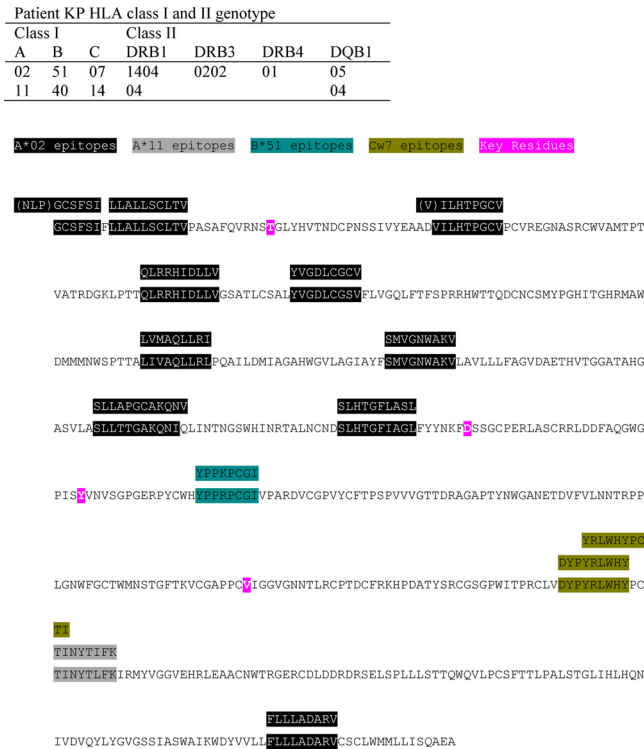 Patient KP HLA class I and II genotype
Class I Class II
A B C DRB1 DRB3 DRB4 DQB1
02 51 07 1404 0202 01 05
11 40 14 04 04
A*02 epitopes A*11 epitopes B*51 epitopes Cw7 epitopes Key Residues
(NLP)GCSFSI LLALLSCLTV (V)ILHTPGCV
GCSFSIFLLALLSCLTVPASAFQVRNSTGLYHVTNDCPNSSIVYEAADVILHTPGCVPCVREGNASRCWVAMTPT
QLRRHIDLLV YVGDLCGCV
VATRDGKLPTTQLRRHIDLLVGSATLCSALYVGDLCGSVFLVGQLFTFSPRRHWTTQDCNCSMYPGHITGHRMAW
LVMAQLLRI SMVGNWAKV
DMMMNWSPTTALIVAQLLRLPQAILDMIAGAHWGVLAGIAYFSMVGNWAKVLAVLLLFAGVDAETHVTGGATAHG
SLLAPGCAKQNV SLHTGFLASL
ASVLASLLTTGAKQNIQLINTNGSWHINRTALNCNDSLHTGFIAGLFYYNKFDSSGCPERLASCRRLDDFAQGWG
YPPKPCGI
PISYVNVSGPGERPYCWHYPPRPCGIVPARDVCGPVYCFTPSPVVVGTTDRAGAPTYNWGANETDVFVLNNTRPP
YRLWHYPC
DYPYRLWHY
LGNWFGCTWMNSTGFTKVCGAPPCVIGGVGNNTLRCPTDCFRKHPDATYSRCGSGPWITPRCLVDYPYRLWHYPC
TI
TINYTIFK
TINYTLFKIRMYVGGVEHRLEAACNWTRGERCDLDDRDRSELSPLLLSTTQWQVLPCSFTTLPALSTGLIHLHQN
FLLLADARV
IVDVQYLYGVGSSIASWAIKWDYVVLLFLLLADARVCSCLWMMLLISQAEA